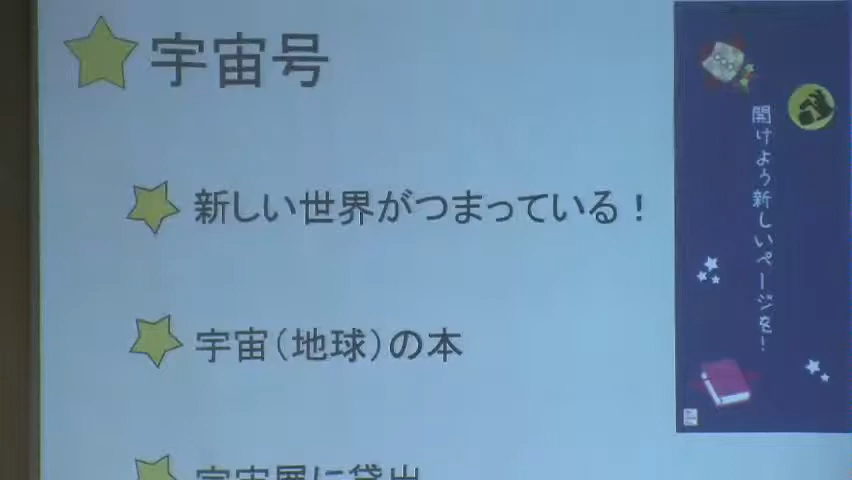 宇宙号
新しい世界がつまっている！
宇宙（地球）の本
宇宙層に貸出
開けよう新しいページを！